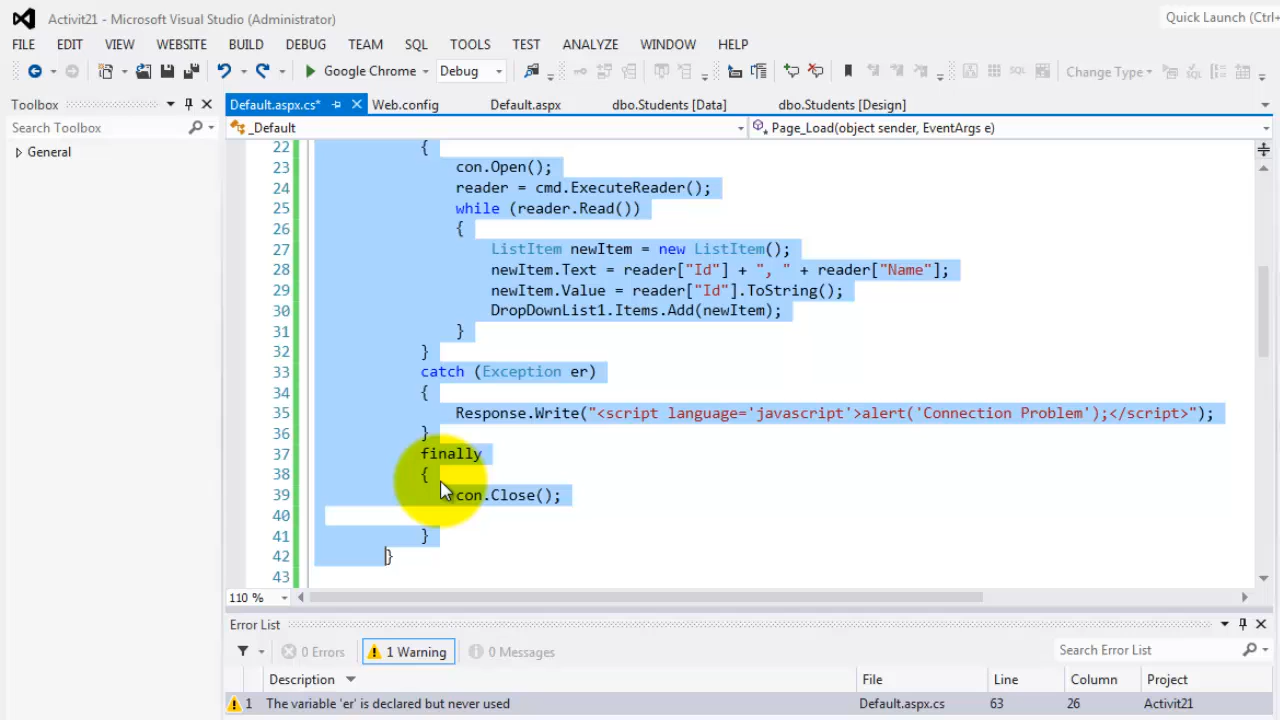 Activit21 - Microsoft Visual Studio (Administrator)
Quick Launch (Ctrl+
FILE EDIT VIEW WEBSITE BUILD DEBUG TEAM SQL TOOLS TEST ANALYZE WINDOW HELP
Google Chrome Debug Change Type
Toolbox
Default.aspx.cs* Web.config Default.aspx dbo.Students [Data] dbo.Students [Design]
Search Toolbox
_Default Page_Load(object sender, EventArgs e)
General
22 {
23 con.Open();
24 reader = cmd.ExecuteReader();
25 while (reader.Read())
26 {
27 ListItem newItem = new ListItem();
28 newItem.Text = reader["Id"] + ", " + reader["Name"];
29 newItem.Value = reader["Id"].ToString();
30 DropDownList1.Items.Add(newItem);
31 }
32 }
33 catch (Exception er)
34 {
35 Response.Write("<script language='javascript'>alert('Connection Problem');</script>");
36 }
37 finally
38 {
39 con.Close();
40
41 }
42 }
43
110 %
Error List
0 Errors 1 Warning 0 Messages Search Error List
Description File Line Column Project
1 The variable 'er' is declared but never used Default.aspx.cs 63 26 Activit21